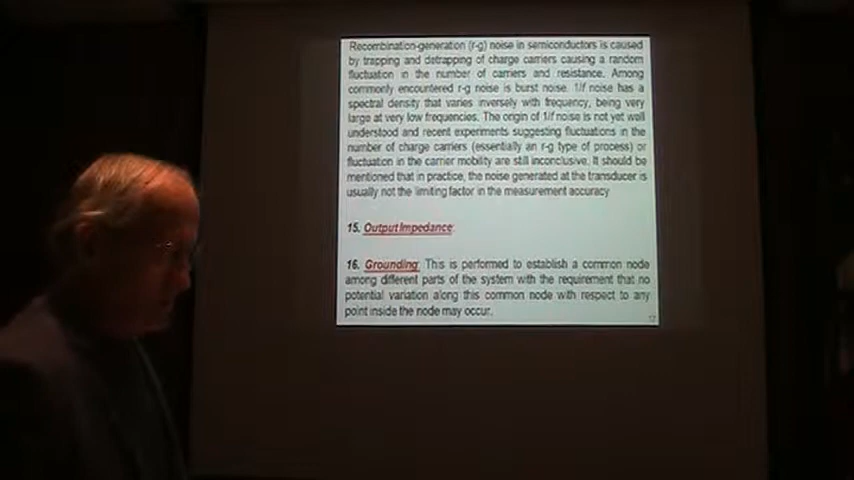 Recombination-generation (r-g) noise in semiconductors is caused
by trapping and detrapping of charge carriers causing a random
fluctuation in the number of carriers and resistance. Among
commonly encountered r-g noise is burst noise. 1/f noise has a
spectral density that varies inversely with frequency, being very
large at very low frequencies. The origin of 1/f noise is not yet well
understood and recent experiments suggesting fluctuations in the
number of charge carriers (essentially an r-g type of process) or
fluctuation in the carrier mobility are still inconclusive. It should be
mentioned that in practice, the noise generated at the transducer is
usually not the limiting factor in the measurement accuracy
15. Output Impedance
16. Grounding: This is performed to establish a common node
among different parts of the system with the requirement that no
potential variation along this common node with respect to any
point inside the node may occur.